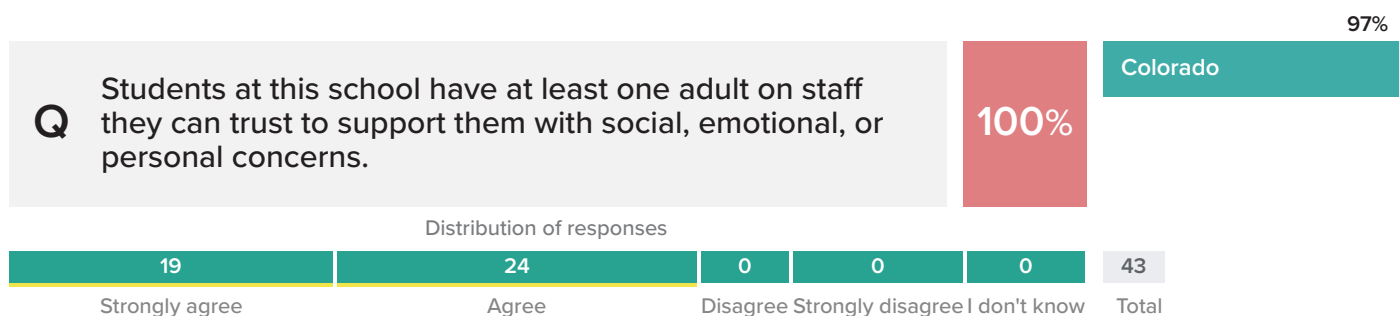 97%
Q
Students at this school have at least one adult on staff
they can trust to support them with social, emotional, or
personal concerns.
100%
Colorado
Distribution of responses
19 24 0 0 0 43
Strongly agree Agree Disagree Strongly disagree I don't know Total